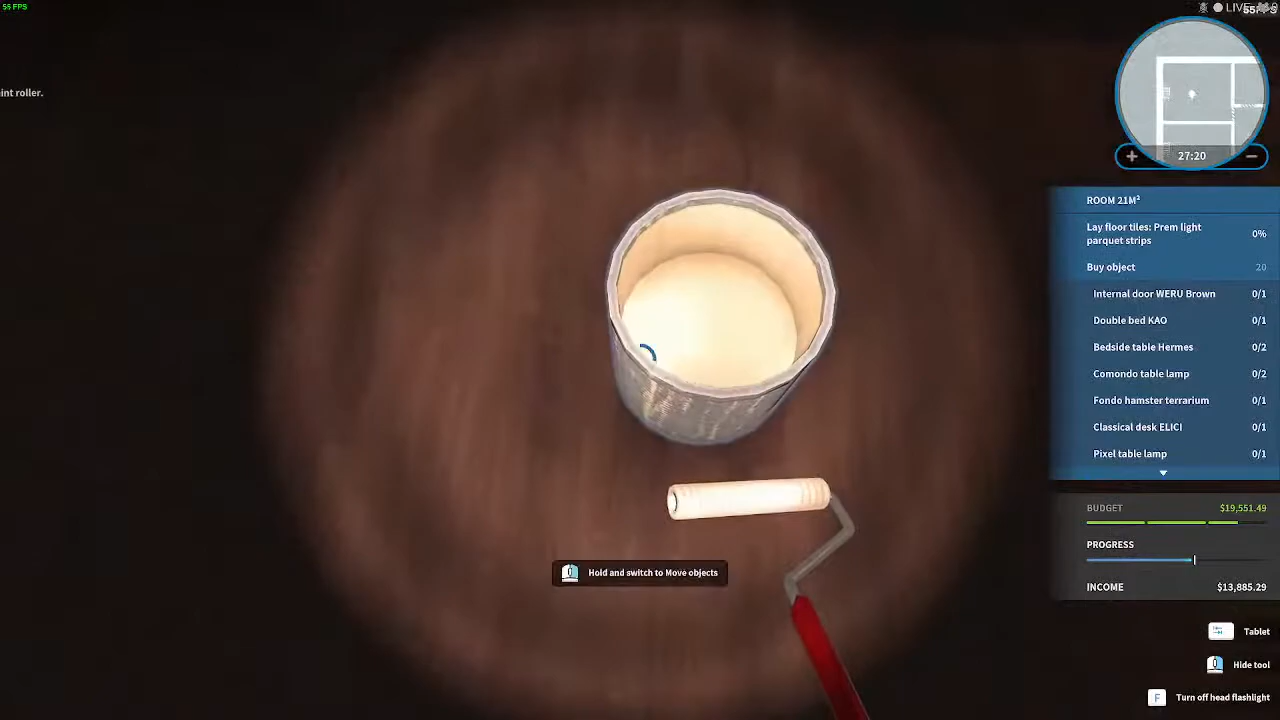 55 FPS
LIVE
int roller.
27:20
ROOM 21M²
Lay floor tiles: Prem light
parquet strips 0%
Buy object 20
Internal door WERU Brown 0/1
Double bed KAO 0/1
Bedside table Hermes 0/2
Comondo table lamp 0/2
Fondo hamster terrarium 0/1
Classical desk ELICI 0/1
Pixel table lamp 0/1
Hold and switch to Move objects
BUDGET $19,551.49
PROGRESS
INCOME $13,885.29
Tablet
Hide tool
F Turn off head flashlight